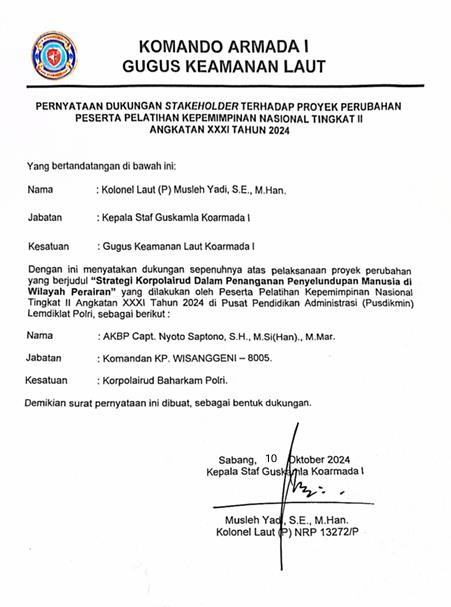 KOMANDO ARMADA I
GUGUS KEAMANAN LAUT
PERNYATAAN DUKUNGAN STAKEHOLDER TERHADAP PROYEK PERUBAHAN
PESERTA PELATIHAN KEPEMIMPINAN NASIONAL TINGKAT II
ANGKATAN XXXI TAHUN 2024
Yang bertandatangan di bawah ini:
Nama : Kolonel Laut (P) Musleh Yadi, S.E., M.Han.
Jabatan : Kepala Staf Guskamla Koarmada I
Kesatuan : Gugus Keamanan Laut Koarmada I
Dengan ini menyatakan dukungan sepenuhnya atas pelaksanaan proyek perubahan
yang berjudul “Strategi Korpolairud Dalam Penanganan Penyelundupan Manusia di
Wilayah Perairan” yang dilakukan oleh Peserta Pelatihan Kepemimpinan Nasional
Tingkat II Angkatan XXXI Tahun 2024 di Pusat Pendidikan Administrasi (Pusdikmin)
Lemdiklat Polri, sebagai berikut :
Nama : AKBP Capt. Nyoto Saptono, S.H., M.Si(Han)., M.Mar.
Jabatan : Komandan KP. WISANGGENI – 8005.
Kesatuan : Korpolairud Baharkam Polri.
Demikian surat pernyataan ini dibuat, sebagai bentuk dukungan.
Sabang, 10 Oktober 2024
Kepala Staf Guskamla Koarmada I
Musleh Yadi, S.E., M.Han.
Kolonel Laut (P) NRP 13272/P